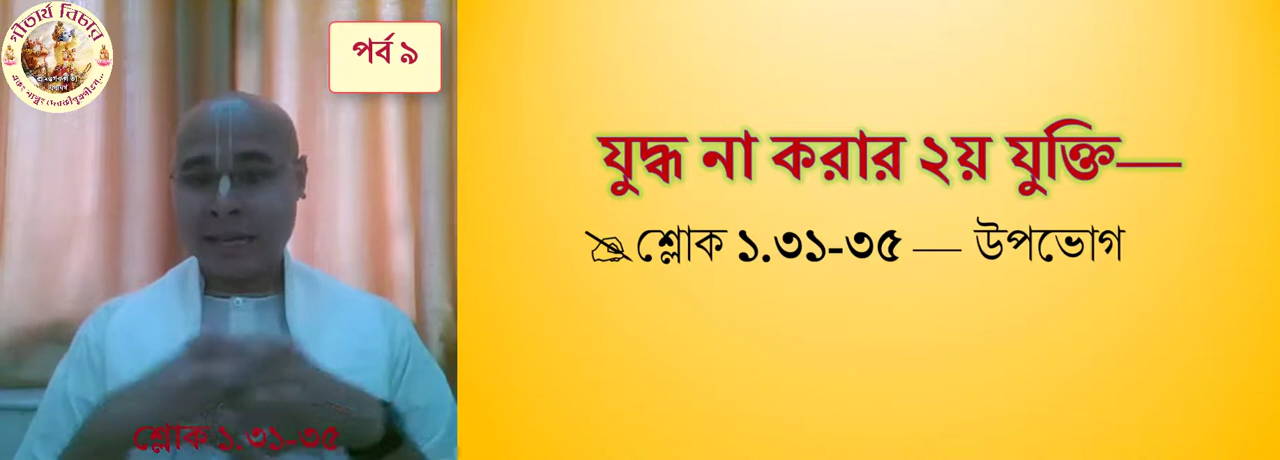 গীতার্থ বিচার
পর্ব ৯
যুদ্ধ না করার ২য় যুক্তি—
শ্লোক ১.৩১-৩৫ — উপভোগ
শ্লোক ১.৩১-৩৫